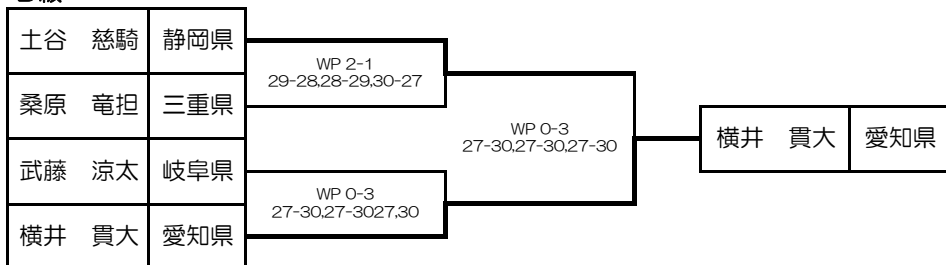 土谷　慈騎 静岡県
WP 2-1
29-28,28-29,30-27
桑原　竜担 三重県
WP 0-3
27-30,27-30,27-30
横井　貫大 愛知県
武藤　涼太 岐阜県
WP 0-3
27-30,27-3027,30
横井　貫大 愛知県